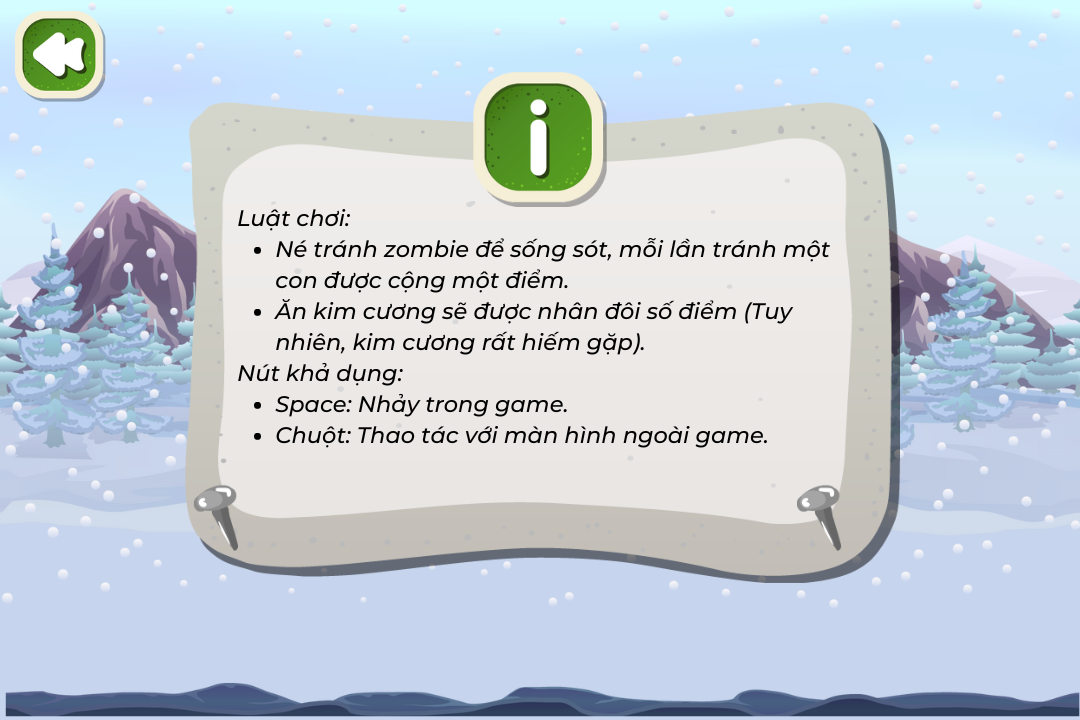 Luật chơi:
• Né tránh zombie để sống sót, mỗi lần tránh một
con được cộng một điểm.
• Ăn kim cương sẽ được nhân đôi số điểm (Tuy
nhiên, kim cương rất hiếm gặp).
Nút khả dụng:
• Space: Nhảy trong game.
• Chuột: Thao tác với màn hình ngoài game.